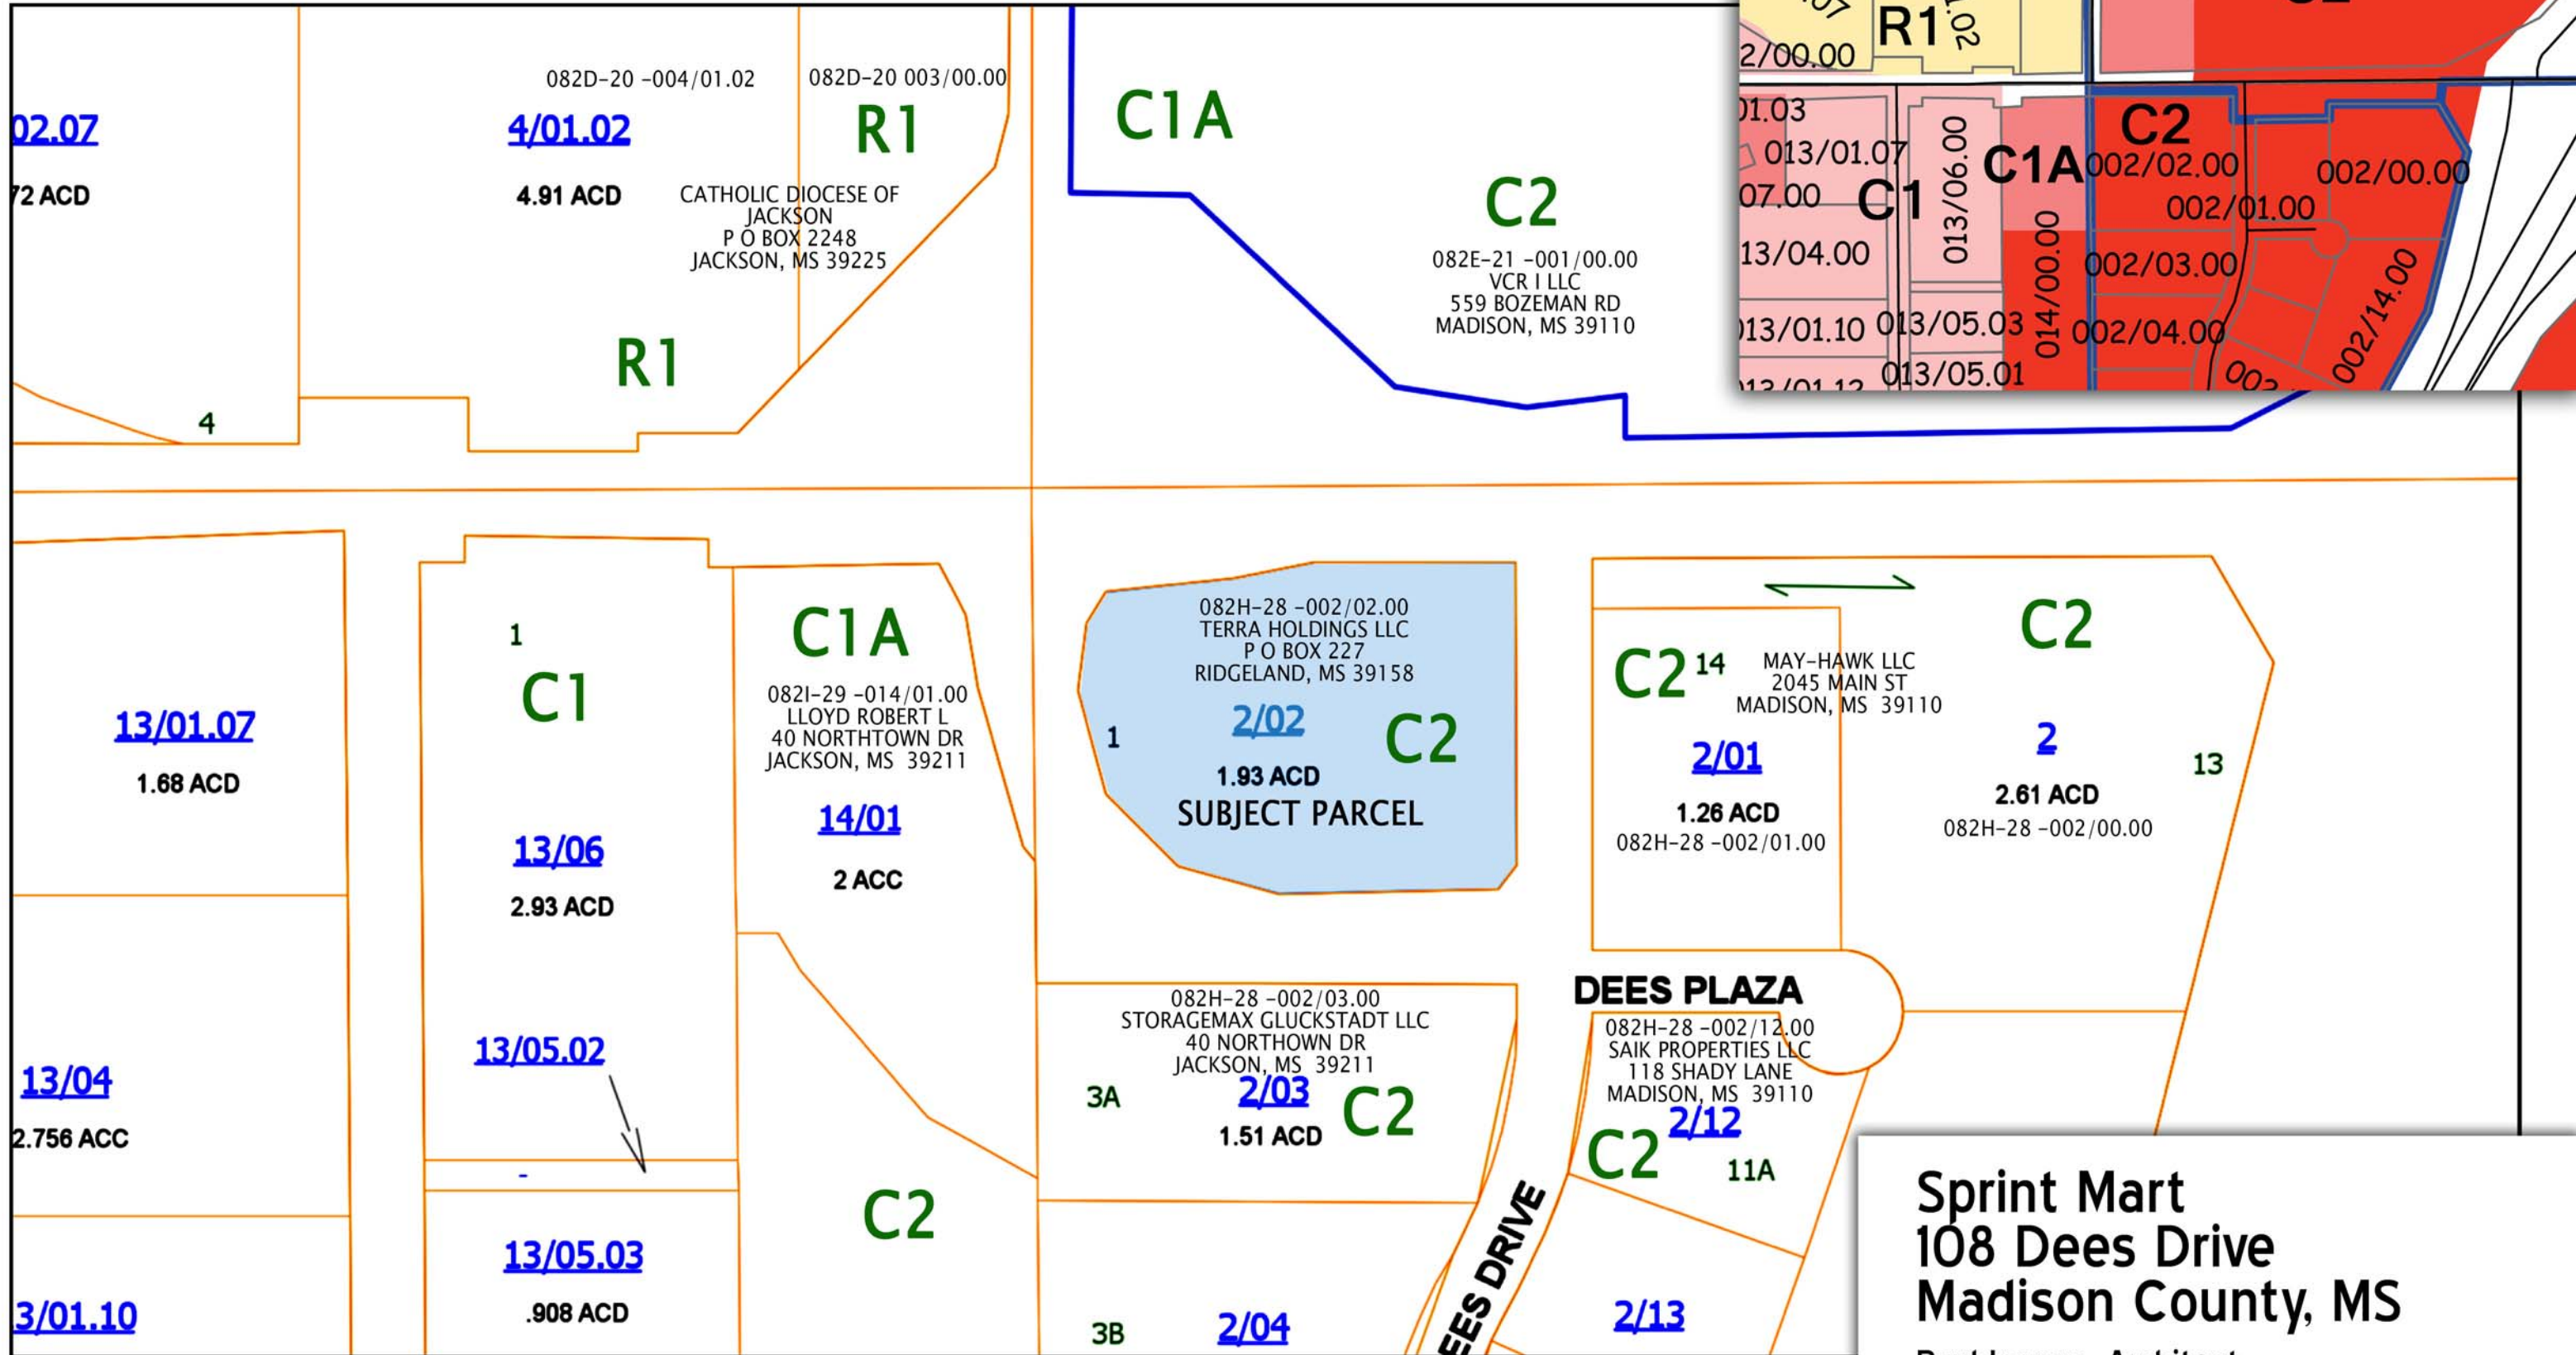 082D-20 -004/01.02
082D-20 003/00.00
02.07
72 ACD
4/01.02
4.91 ACD
R1
CATHOLIC DIOCESE OF
JACKSON
P O BOX 2248
JACKSON, MS 39225
R1
4
C1A
C2
082E-21 -001/00.00
VCR I LLC
559 BOZEMAN RD
MADISON, MS 39110
R1
1.02
2/00.00
01.03
013/01.07
07.00
C1
13/04.00
013/06.00
C1A
C2
002/02.00
002/00.00
002/01.00
014/00.00
002/03.00
013/01.10
013/05.03
002/04.00
002/14.00
013/05.01
13/01.07
1.68 ACD
1
C1
13/06
2.93 ACD
C1A
082I-29 -014/01.00
LLOYD ROBERT L
40 NORTHTOWN DR
JACKSON, MS 39211
14/01
2 ACC
082H-28 -002/02.00
TERRA HOLDINGS LLC
P O BOX 227
RIDGELAND, MS 39158
2/02
1
C2
1.93 ACD
SUBJECT PARCEL
C2
14
MAY-HAWK LLC
2045 MAIN ST
MADISON, MS 39110
2/01
1.26 ACD
082H-28 -002/01.00
C2
2
13
2.61 ACD
082H-28 -002/00.00
13/04
2.756 ACC
13/05.02
-
13/05.03
.908 ACD
3/01.10
C2
082H-28 -002/03.00
STORAGEMAX GLUCKSTADT LLC
40 NORTHOWN DR
JACKSON, MS 39211
3A
2/03
C2
1.51 ACD
3B
2/04
DEES PLAZA
082H-28 -002/12.00
SAIK PROPERTIES LLC
118 SHADY LANE
MADISON, MS 39110
2/12
C2
11A
EES DRIVE
2/13
Sprint Mart
108 Dees Drive
Madison County, MS